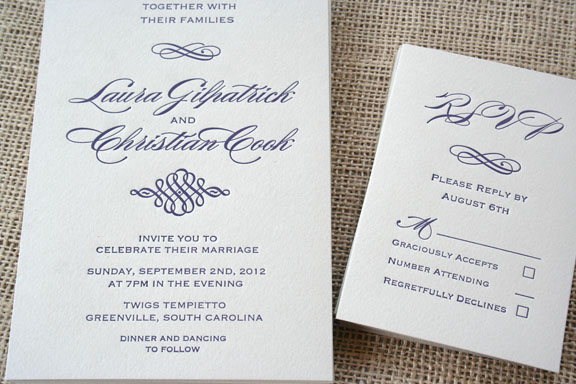 TOGETHER WITH
THEIR FAMILIES
Laura Gilpatrick
AND
Christian Cook
INVITE YOU TO
CELEBRATE THEIR MARRIAGE
SUNDAY, SEPTEMBER 2ND, 2012
AT 7PM IN THE EVENING
TWIGS TEMPIETTO
GREENVILLE, SOUTH CAROLINA
DINNER AND DANCING
TO FOLLOW
RSVP
PLEASE REPLY BY
AUGUST 6TH
M
GRACIOUSLY ACCEPTS
NUMBER ATTENDING
REGRETFULLY DECLINES